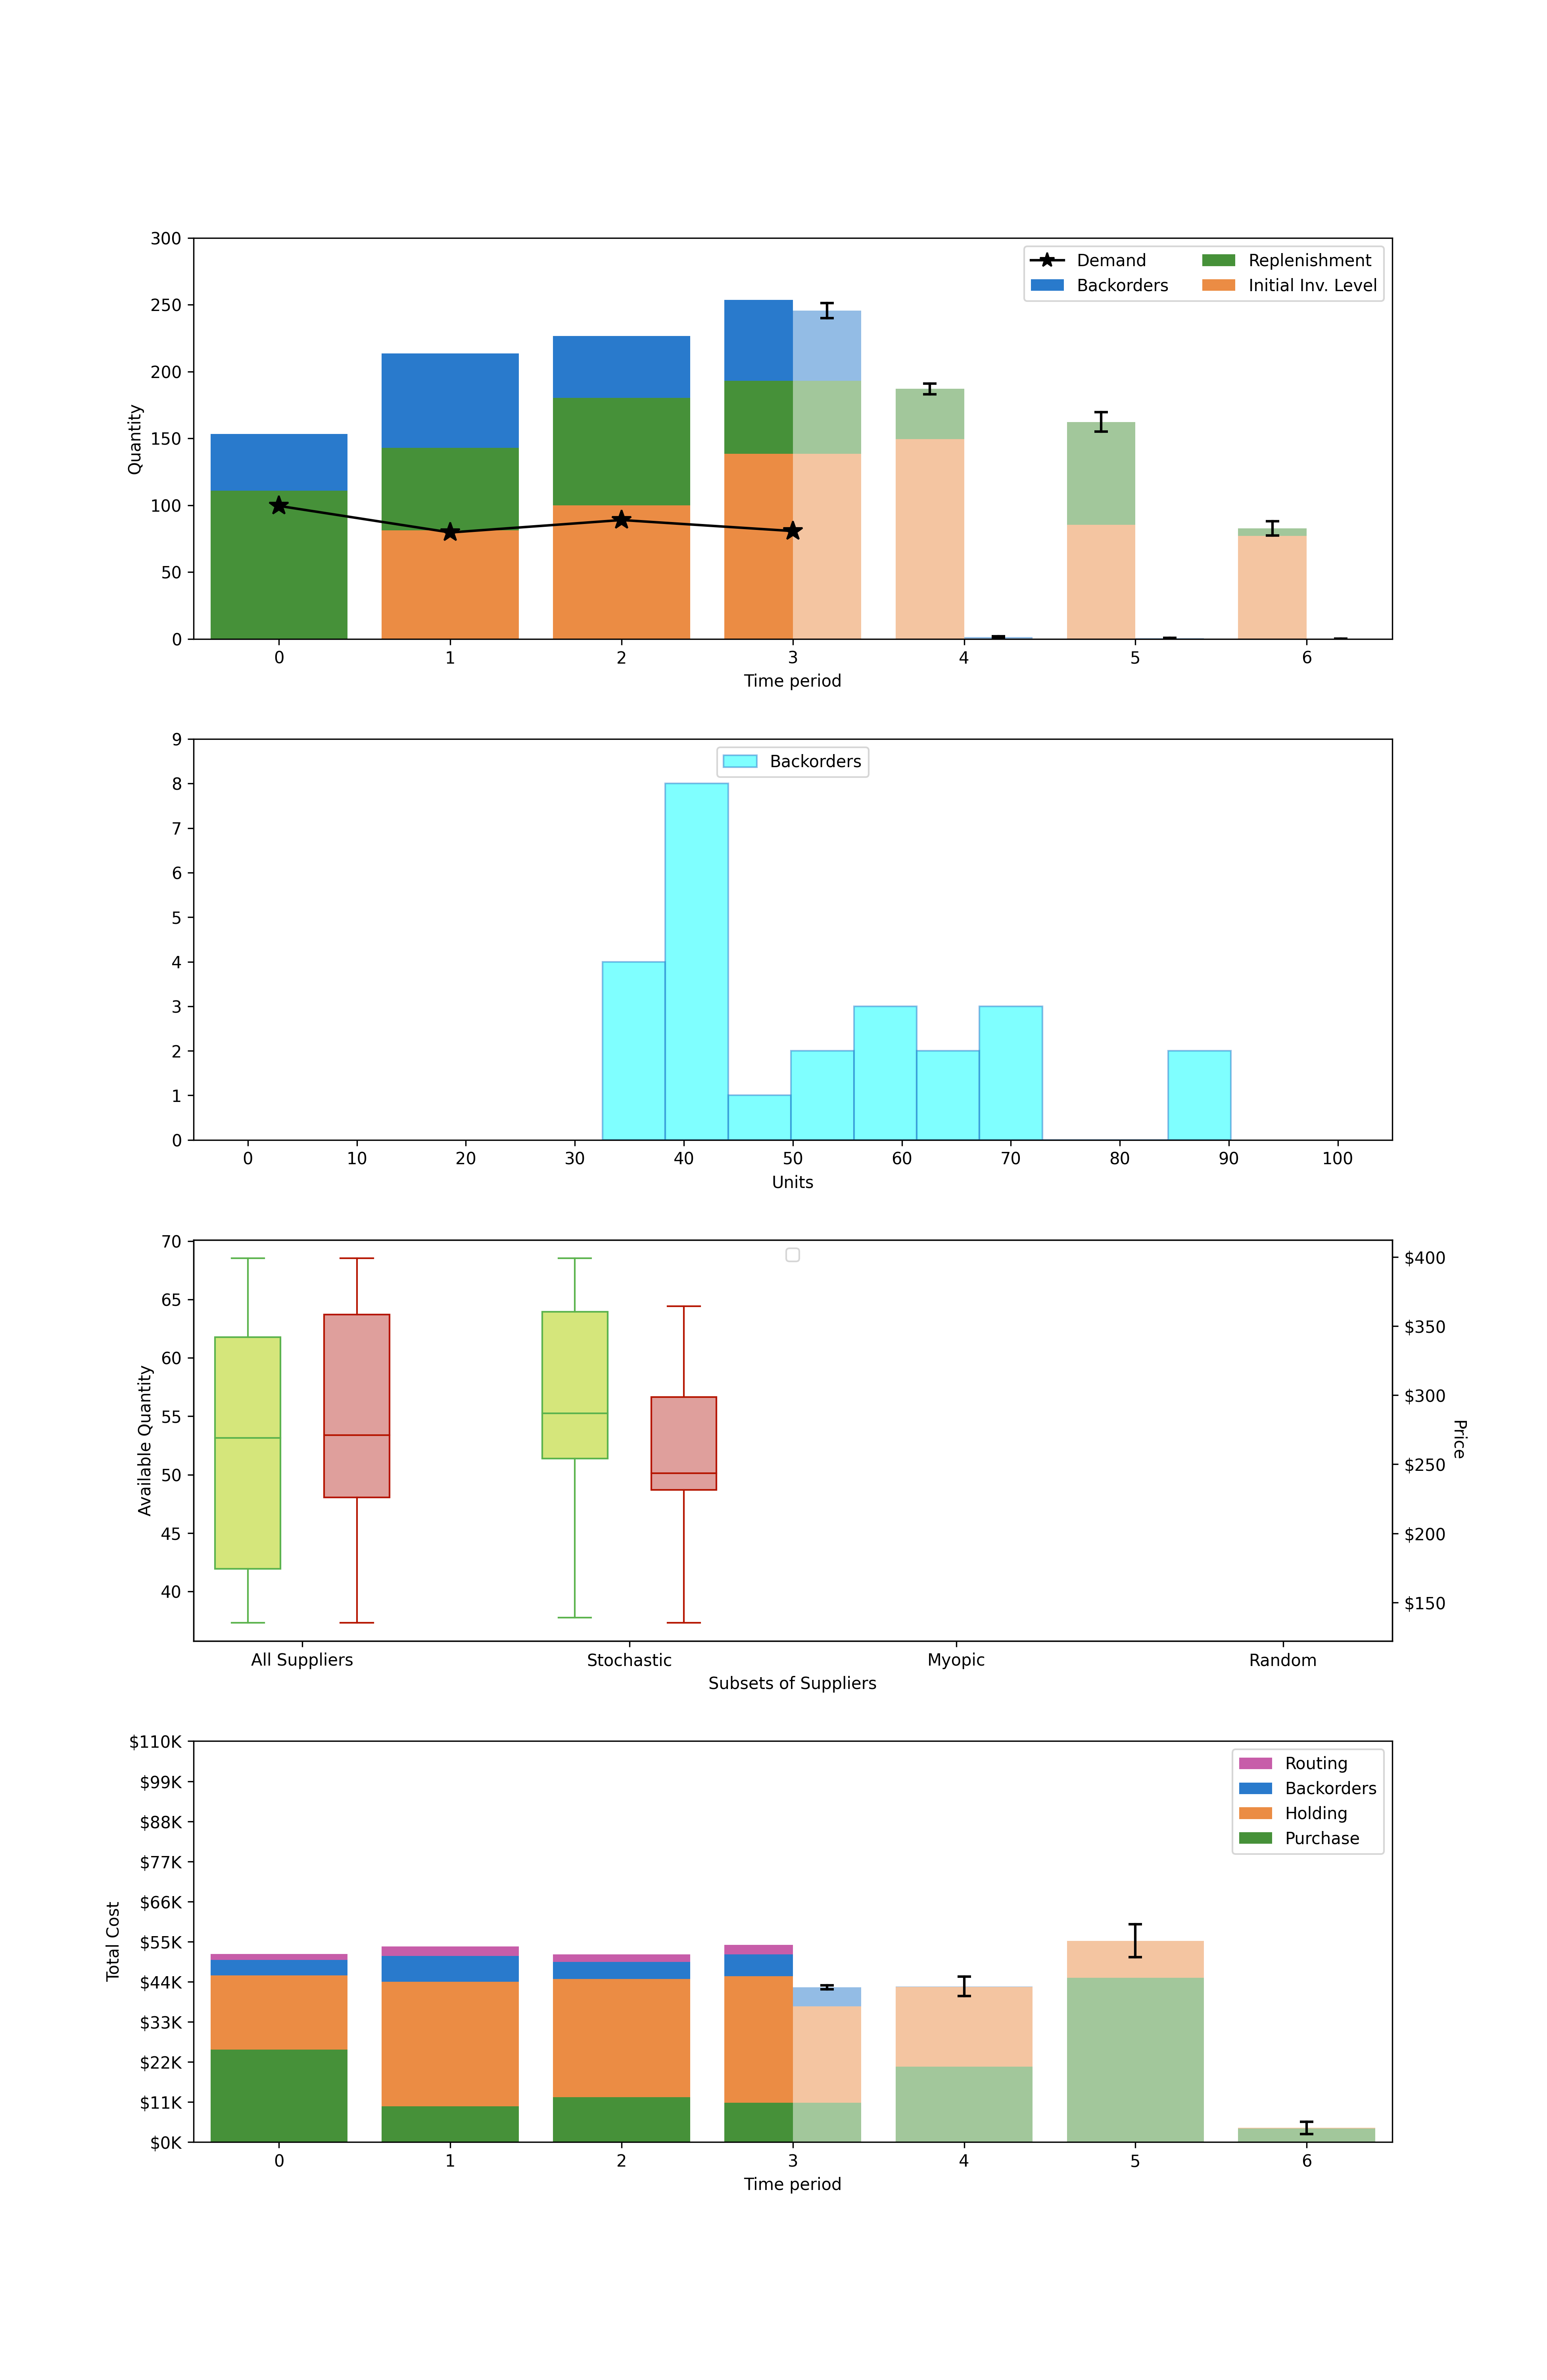 300
250
200
150
100
50
0
Quantity
Demand
Backorders
Replenishment
Initial Inv. Level
0 1 2 3 4 5 6
Time period
9
8
7
6
5
4
3
2
1
0
Backorders
0 10 20 30 40 50 60 70 80 90 100
Units
70
65
60
55
50
45
40
Available Quantity
$400
$350
$300
$250
$200
$150
Price
All Suppliers Stochastic Myopic Random
Subsets of Suppliers
$110K
$99K
$88K
$77K
$66K
$55K
$44K
$33K
$22K
$11K
$0K
Total Cost
Routing
Backorders
Holding
Purchase
0 1 2 3 4 5 6
Time period